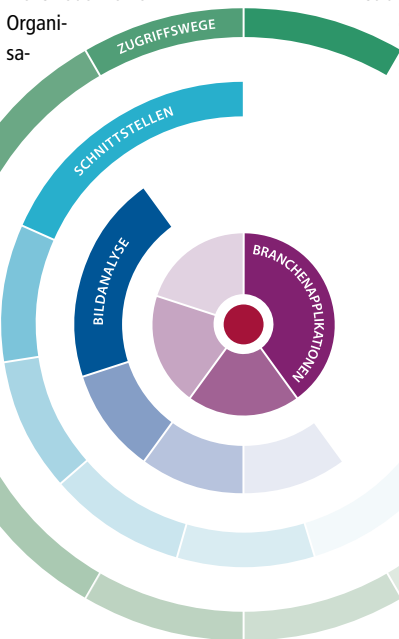 Organi-
sa-
ZUGRIFFSWEGE
SCHNITTSTELLEN
BILDANALYSE
BRANCHENAPPLIKATIONEN